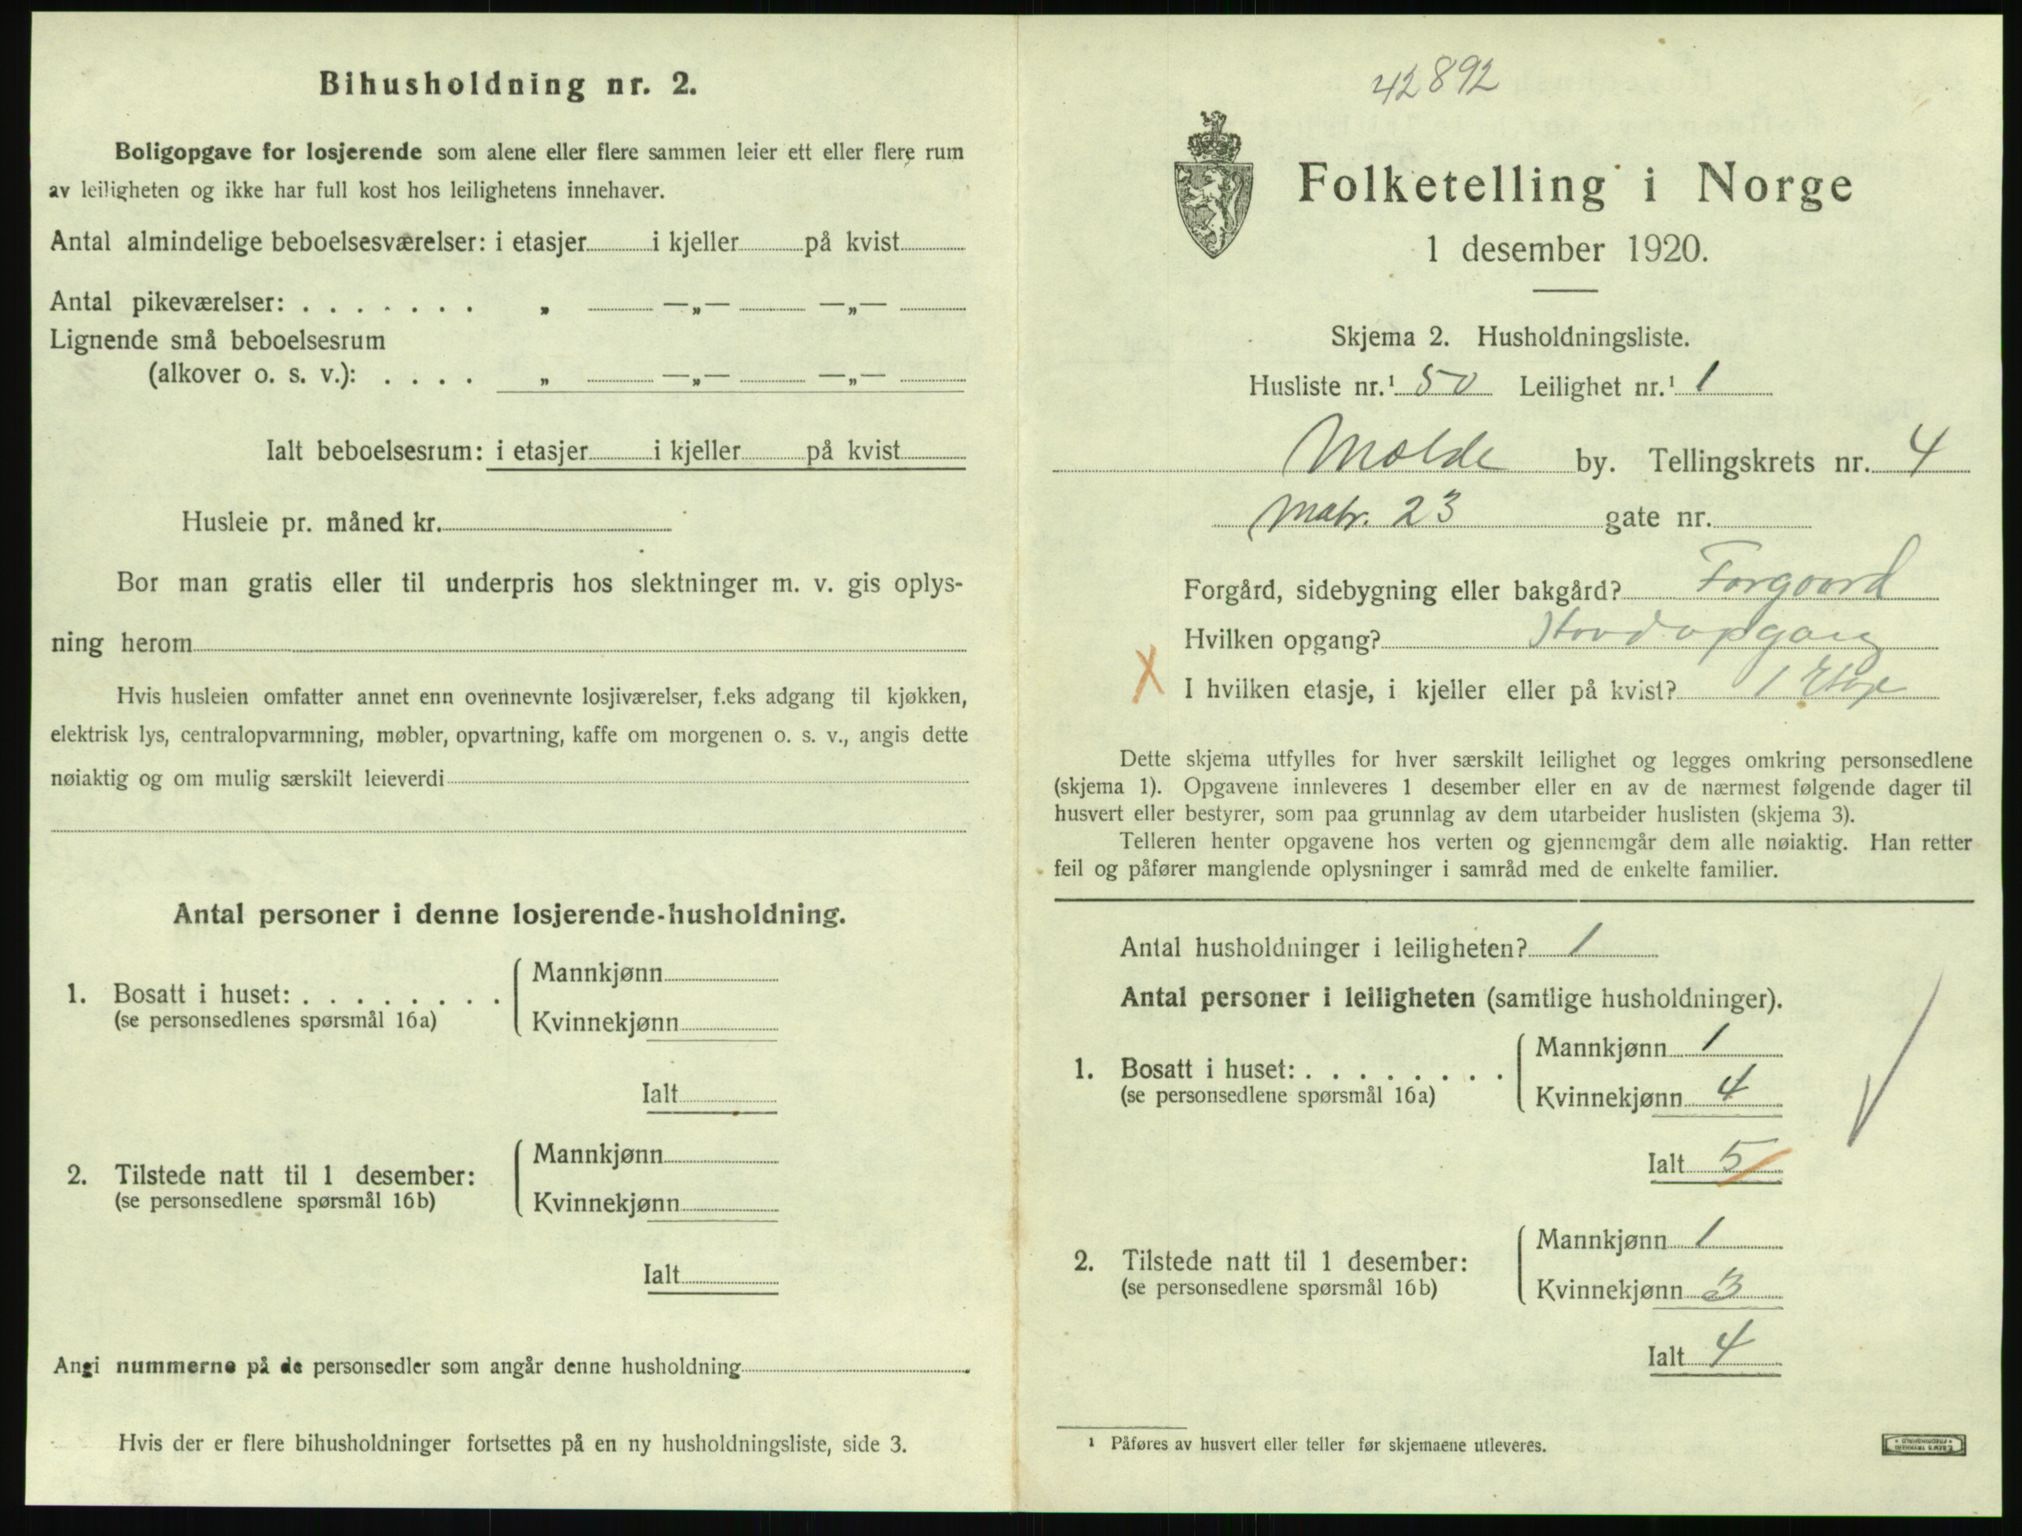 Bihusholdning nr. 2.
Boligopgave for losjerende som alene eller flere sammen leier ett eller flere rum
av leiligheten og ikke har full kost hos leilighetens innehaver.
Antal almindelige beboelsesværelser: i etasjer i kjeller på kvist
Antal pikeværelser: . . . . . . . „ —„— —„—
Lignende små beboelsesrum
(alkover o. s. v.): . . . . „ —„— —„—
Ialt beboelsesrum: i etasjer i kjeller på kvist
Husleie pr. måned kr.
Bor man gratis eller til underpris hos slektninger m. v. gis oplys-
ning herom
Hvis husleien omfatter annet enn ovennevnte losjiværelser, f.eks adgang til kjøkken,
elektrisk lys, centralopvarmning, møbler, opvartning, kaffe om morgenen o. s. v., angis dette
nøiaktig og om mulig særskilt leieverdi
Antal personer i denne losjerende-husholdning.
1. Bosatt i huset: . . . . . . . . Mannkjønn
(se personsedlenes spørsmål 16a) Kvinnekjønn
Ialt
2. Tilstede natt til 1 desember: Mannkjønn
(se personsedlene spørsmål 16b) Kvinnekjønn
Ialt
Angi nummerne på de personsedler som angår denne husholdning
Hvis der er flere bihusholdninger fortsettes på en ny husholdningsliste, side 3.
42892
Folketelling i Norge
1 desember 1920.
Skjema 2. Husholdningsliste.
Husliste nr.¹ 50 Leilighet nr.¹ 1
Molde by. Tellingskrets nr. 4
Matr. 23 gate nr.
Forgård, sidebygning eller bakgård? Forgaard
Hvilken opgang?
X I hvilken etasje, i kjeller eller på kvist? 1 Etage
Dette skjema utfylles for hver særskilt leilighet og legges omkring personsedlene
(skjema 1). Opgavene innleveres 1 desember eller en av de nærmest følgende dager til
husvert eller bestyrer, som paa grunnlag av dem utarbeider huslisten (skjema 3).
Telleren henter opgavene hos verten og gjennemgår dem alle nøiaktig. Han retter
feil og påfører manglende oplysninger i samråd med de enkelte familier.
Antal husholdninger i leiligheten? 1
Antal personer i leiligheten (samtlige husholdninger).
1. Bosatt i huset: . . . . . . . . Mannkjønn 1
(se personsedlene spørsmål 16a) Kvinnekjønn 4
Ialt 5
2. Tilstede natt til 1 desember: Mannkjønn 1
(se personsedlene spørsmål 16b) Kvinnekjønn 3
Ialt 4
¹ Påføres av husvert eller teller før skjemaene utleveres.